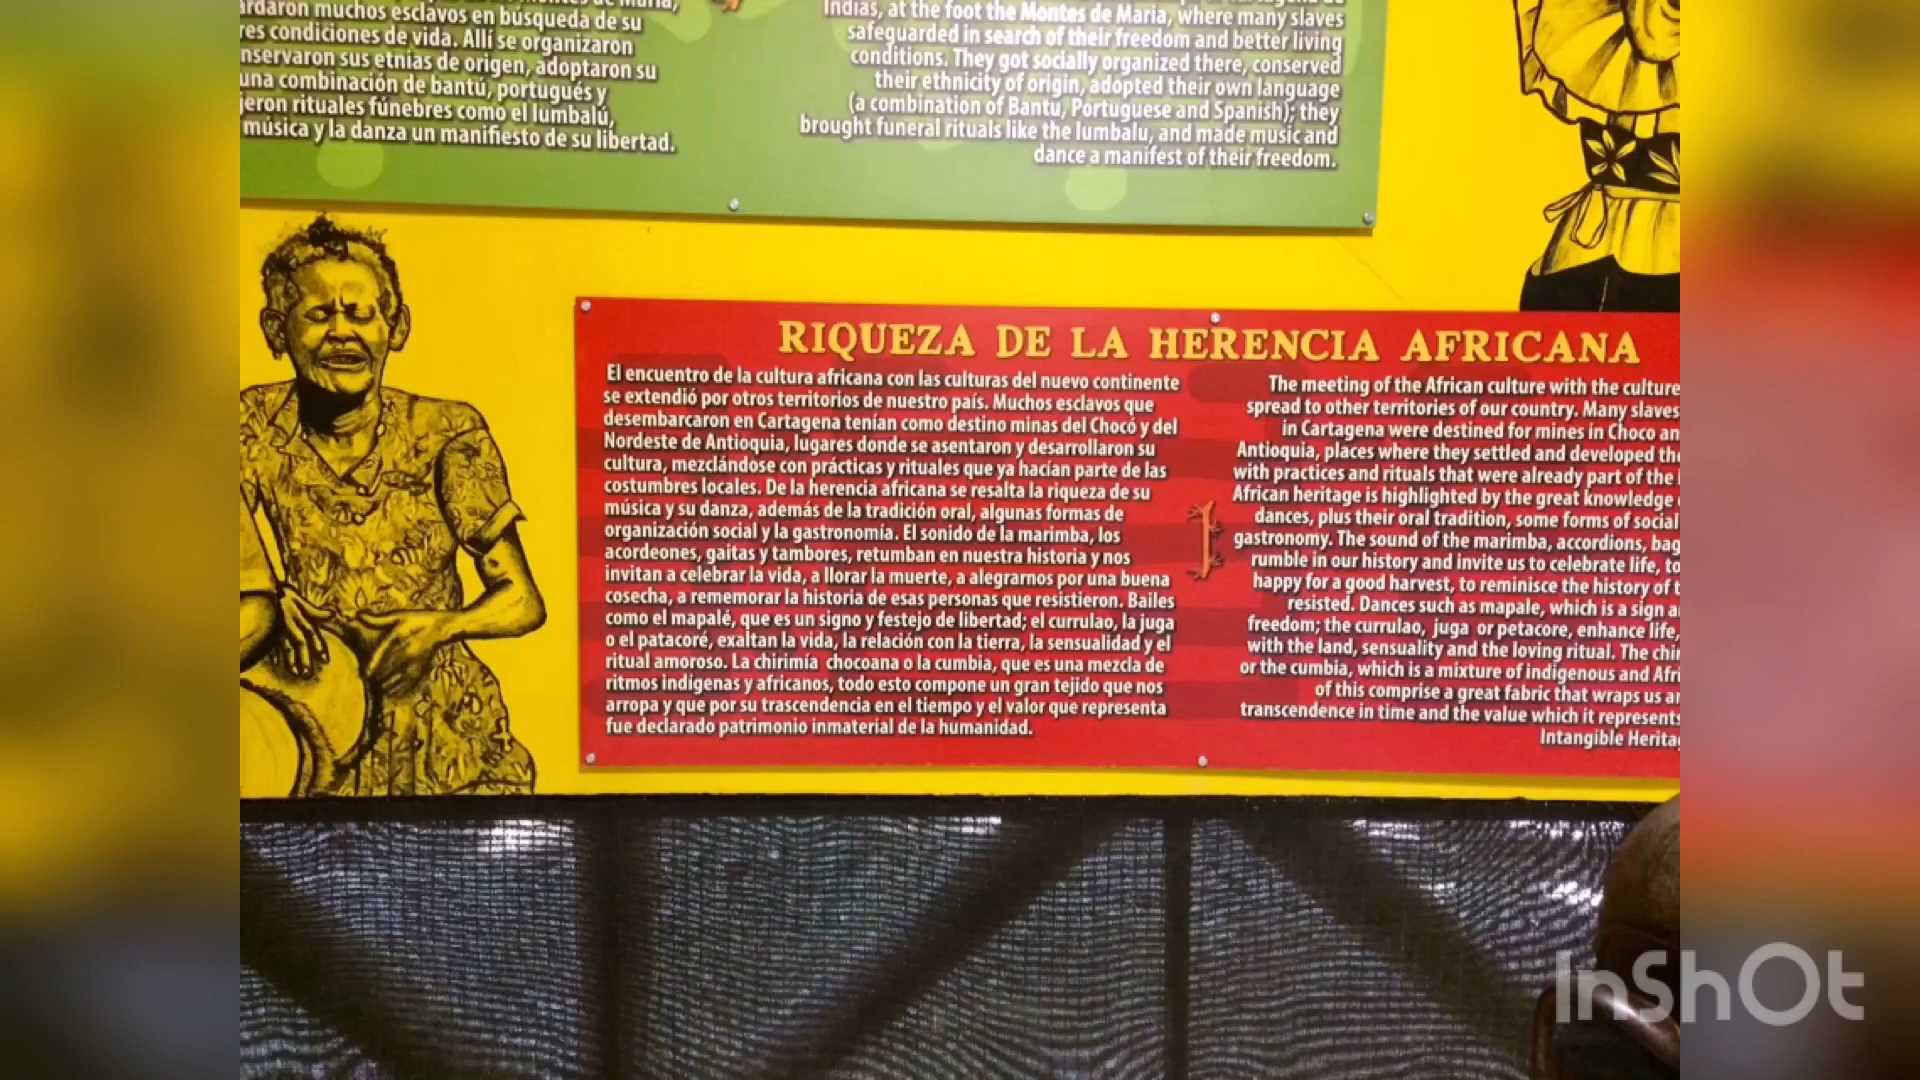 María,
ardaron muchos esclavos en búsqueda de su
res condiciones de vida. Allí se organizaron
nservaron sus etnias de origen, adoptaron su
una combinación de bantú, portugués y
jeron rituales fúnebres como el lumbalú,
música y la danza un manifiesto de su libertad.
Indias, at the foot the Montes de Maria, where many slaves
safeguarded in search of their freedom and better living
conditions. They got socially organized there, conserved
their ethnicity of origin, adopted their own language
(a combination of Bantu, Portuguese and Spanish); they
brought funeral rituals like the lumbalu, and made music and
dance a manifest of their freedom.
RIQUEZA DE LA HERENCIA AFRICANA
El encuentro de la cultura africana con las culturas del nuevo continente
se extendió por otros territorios de nuestro país. Muchos esclavos que
desembarcaron en Cartagena tenían como destino minas del Chocó y del
Nordeste de Antioquia, lugares donde se asentaron y desarrollaron su
cultura, mezclándose con prácticas y rituales que ya hacían parte de las
costumbres locales. De la herencia africana se resalta la riqueza de su
música y su danza, además de la tradición oral, algunas formas de
organización social y la gastronomía. El sonido de la marimba, los
acordeones, gaitas y tambores, retumban en nuestra historia y nos
invitan a celebrar la vida, a llorar la muerte, a alegrarnos por una buena
cosecha, a rememorar la historia de esas personas que resistieron. Bailes
como el mapalé, que es un signo y festejo de libertad; el currulao, la juga
o el patacoré, exaltan la vida, la relación con la tierra, la sensualidad y el
ritual amoroso. La chirimía chocoana o la cumbia, que es una mezcla de
ritmos indígenas y africanos, todo esto compone un gran tejido que nos
arropa y que por su trascendencia en el tiempo y el valor que representa
fue declarado patrimonio inmaterial de la humanidad.
The meeting of the African culture with the culture
spread to other territories of our country. Many slaves
in Cartagena were destined for mines in Choco an
Antioquia, places where they settled and developed the
with practices and rituals that were already part of the
African heritage is highlighted by the great knowledge
dances, plus their oral tradition, some forms of social
gastronomy. The sound of the marimba, accordions, bag
rumble in our history and invite us to celebrate life, to
happy for a good harvest, to reminisce the history of t
resisted. Dances such as mapale, which is a sign a
freedom; the currulao, juga or petacore, enhance life,
with the land, sensuality and the loving ritual. The chi
or the cumbia, which is a mixture of indigenous and Afri
of this comprise a great fabric that wraps us a
transcendence in time and the value which it represents
Intangible Herita
InShOt